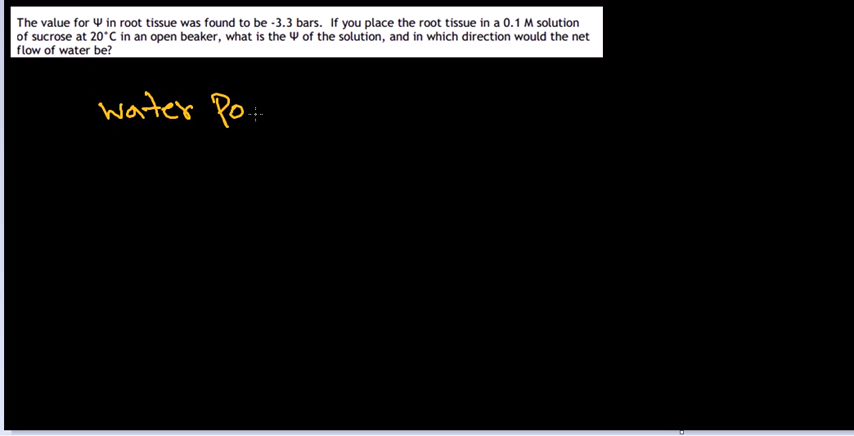 The value for Ψ in root tissue was found to be -3.3 bars. If you place the root tissue in a 0.1 M solution
of sucrose at 20°C in an open beaker, what is the Ψ of the solution, and in which direction would the net
flow of water be?
Water Po